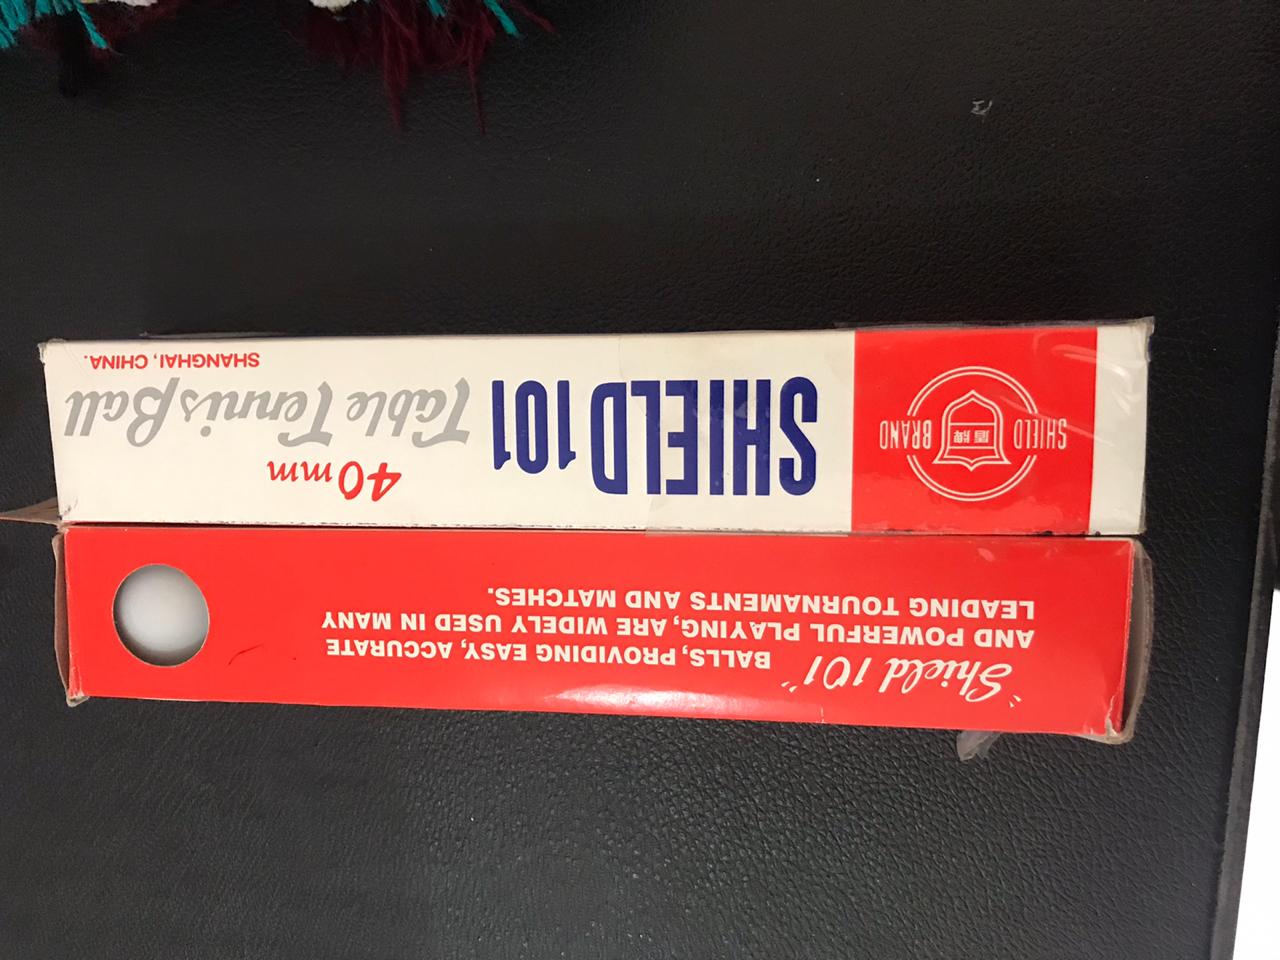 SHIELD 盾牌 BRAND
SHIELD 101
40mm
Table Tennis Ball
SHANGHAI, CHINA.
"Shield 101" BALLS, PROVIDING EASY, ACCURATE
AND POWERFUL PLAYING, ARE WIDELY USED IN MANY
LEADING TOURNAMENTS AND MATCHES.